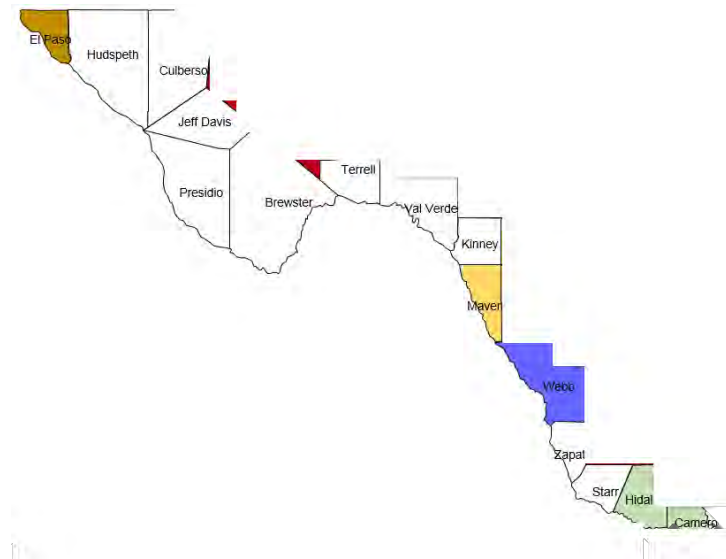 El Paso
Hudspeth
Culberso
Jeff Davis
Presidio
Brewster
Terrell
Val Verde
Kinney
Maver
Webb
Zapat
Starr
Hidal
Camero